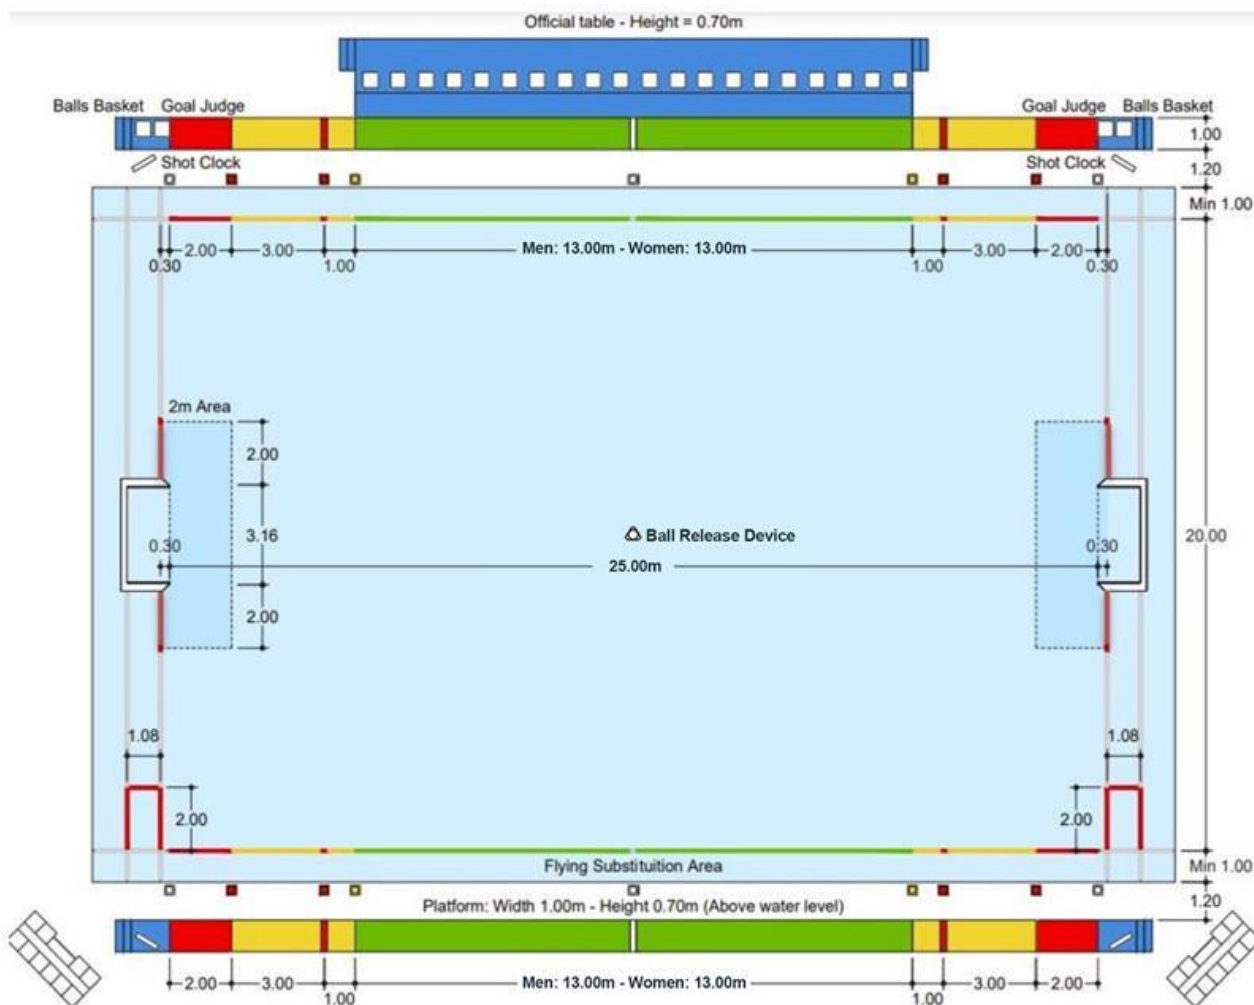 Official table - Height = 0.70m
Balls Basket Goal Judge Goal Judge Balls Basket
1.00
Shot Clock Shot Clock
1.20
Min 1.00
2.00 3.00 Men: 13.00m - Women: 13.00m 3.00 2.00
0.30 1.00 1.00 0.30
2m Area
2.00
3.16
Ball Release Device
20.00
0.30 0.30
25.00m
2.00
1.08 1.08
2.00 2.00
Flying Substituition Area Min 1.00
Platform: Width 1.00m - Height 0.70m (Above water level)
1.20
2.00 3.00 Men: 13.00m - Women: 13.00m 3.00 2.00
1.00 1.00